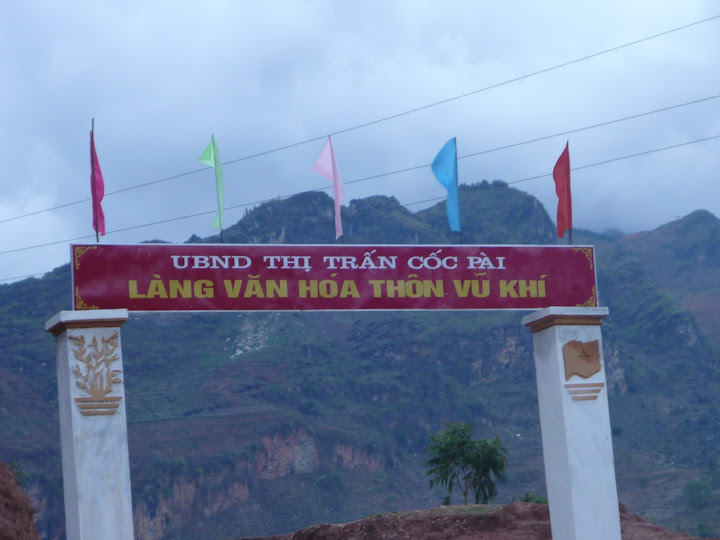 UBND THỊ TRẤN CỐC PÀI
LÀNG VĂN HÓA THÔN VŨ KHÍ